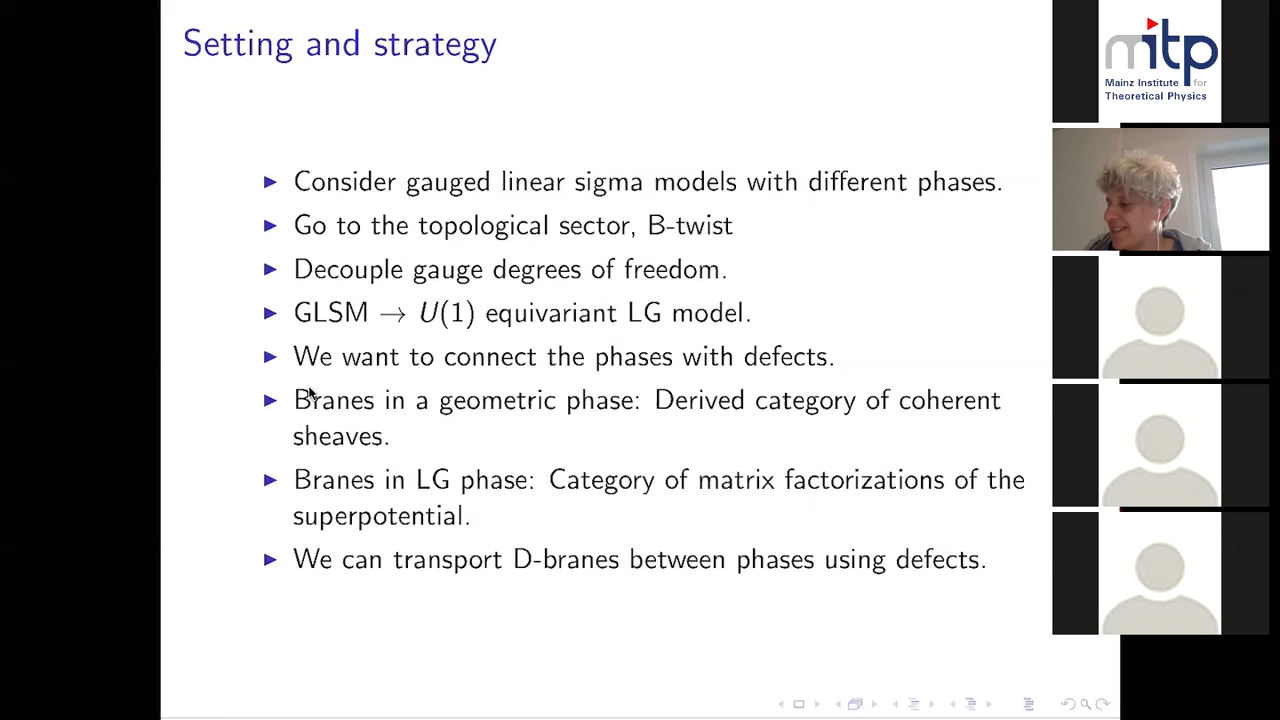 Setting and strategy
► Consider gauged linear sigma models with different phases.
► Go to the topological sector, B-twist
► Decouple gauge degrees of freedom.
► GLSM → U(1) equivariant LG model.
► We want to connect the phases with defects.
► Branes in a geometric phase: Derived category of coherent
sheaves.
► Branes in LG phase: Category of matrix factorizations of the
superpotential.
► We can transport D-branes between phases using defects.
mitp
Mainz Institute for
Theoretical Physics